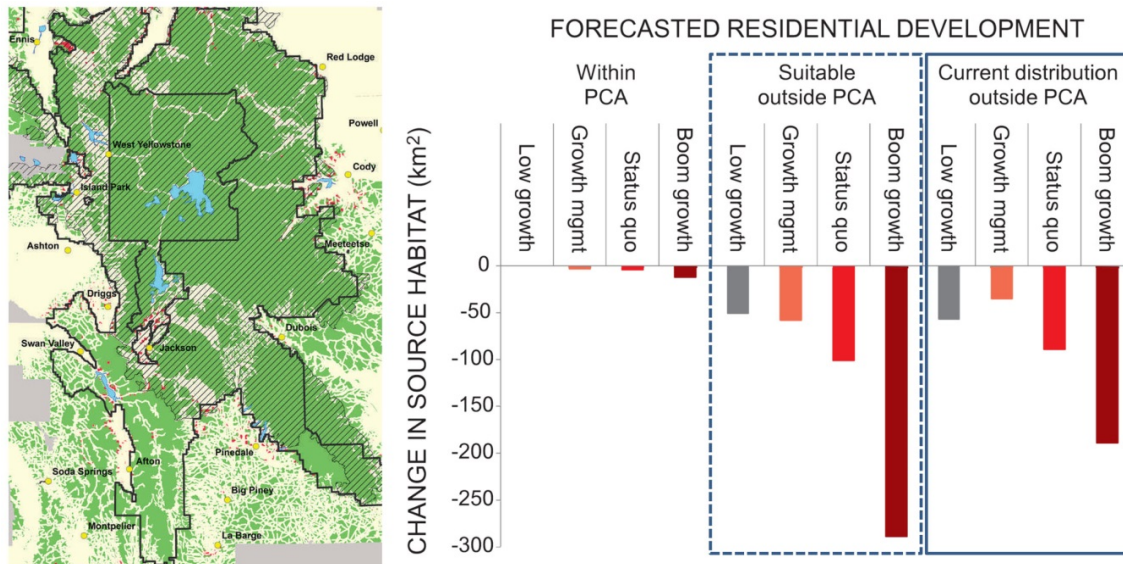 Ennis
Red Lodge
Powell
West Yellowstone
Cody
Island Park
Meeteetse
Ashton
Driggs
Dubois
Swan Valley
Jackson
Pinedale
Afton
Soda Springs
Big Piney
Montpelier
La Barge
FORECASTED RESIDENTIAL DEVELOPMENT
Within
PCA
Suitable
outside PCA
Current distribution
outside PCA
Low growth
Growth mgmt
Status quo
Boom growth
Low growth
Growth mgmt
Status quo
Boom growth
Low growth
Growth mgmt
Status quo
Boom growth
CHANGE IN SOURCE HABITAT (km²)
0
-50
-100
-150
-200
-250
-300